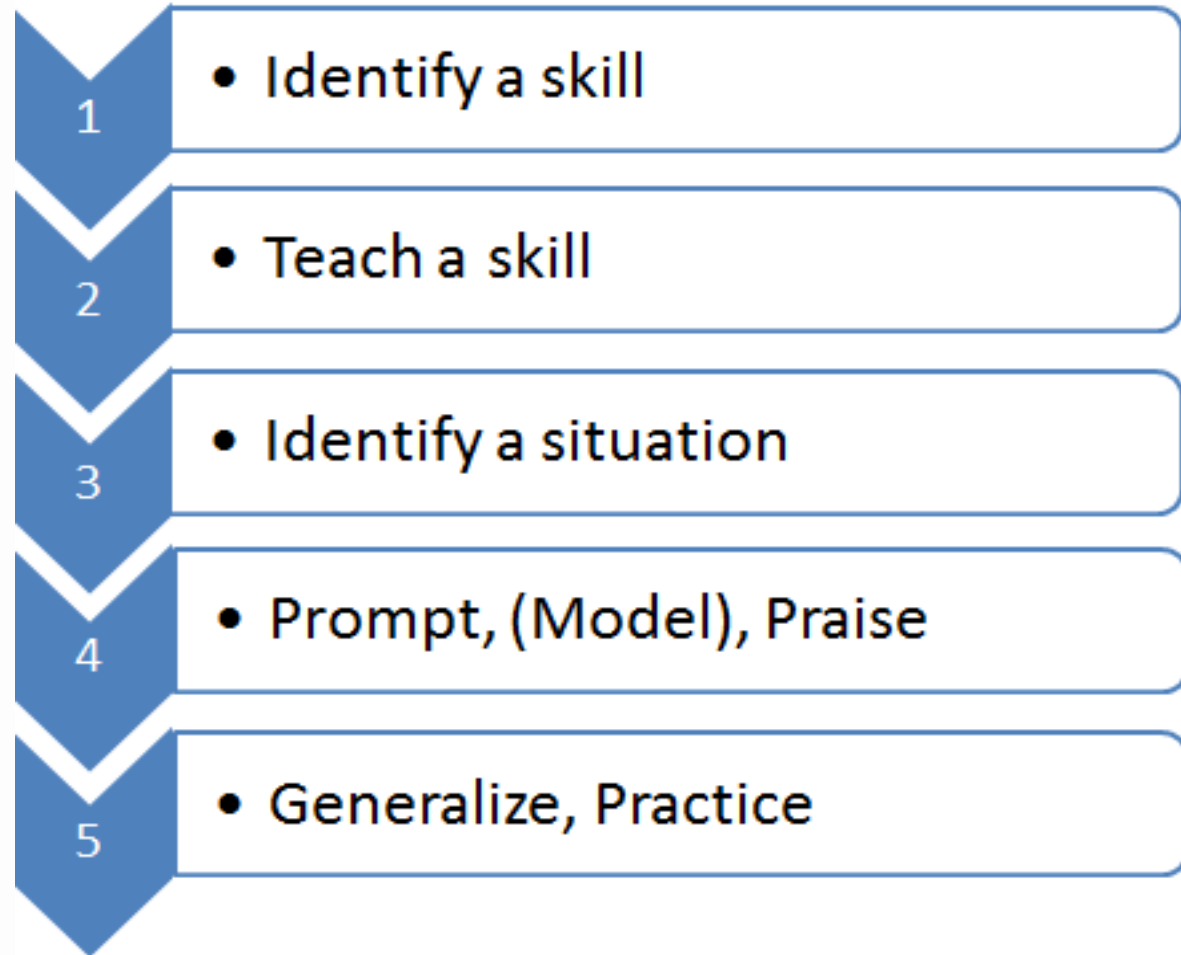 1
• Identify a skill
2
• Teach a skill
3
• Identify a situation
4
• Prompt, (Model), Praise
5
• Generalize, Practice